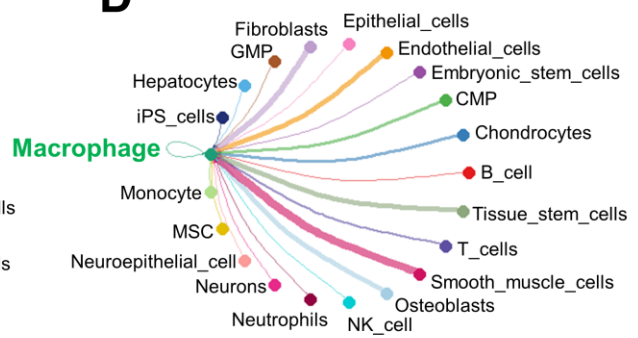 D
Fibroblasts
Epithelial_cells
GMP
Endothelial_cells
Hepatocytes
Embryonic_stem_cells
iPS_cells
CMP
Chondrocytes
Macrophage
B_cell
Monocyte
lls
Tissue_stem_cells
MSC
T_cells
s
Neuroepithelial_cell
Smooth_muscle_cells
Neurons
Osteoblasts
Neutrophils
NK_cell